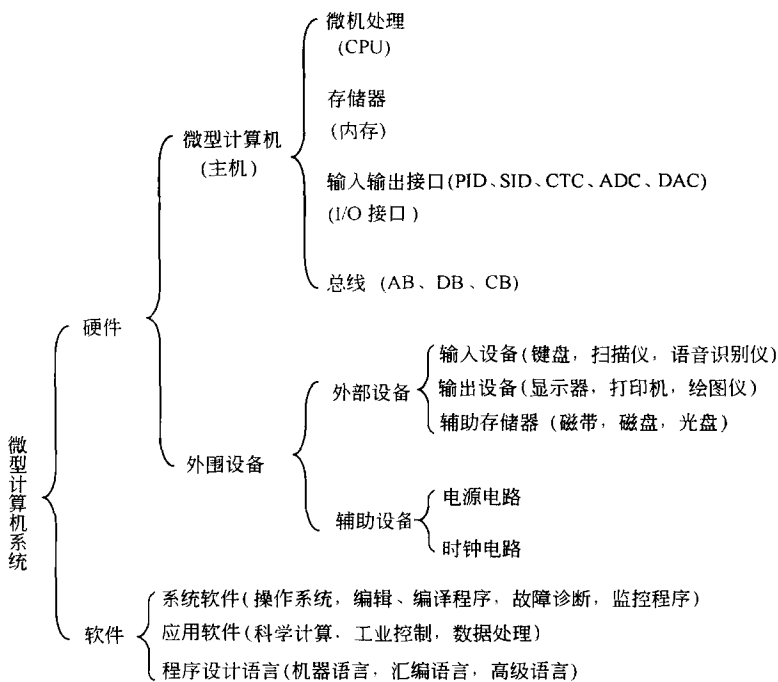 微机处理
(CPU)
存储器
(内存)
微型计算机
(主机)
输入输出接口(PID、SID、CTC、ADC、DAC)
(I/O 接口)
总线 (AB、DB、CB)
硬件
输入设备(键盘，扫描仪，语音识别仪)
外部设备
输出设备(显示器，打印机，绘图仪)
辅助存储器 (磁带，磁盘，光盘)
微型计算机系统
外围设备
电源电路
辅助设备
时钟电路
系统软件(操作系统，编辑、编译程序，故障诊断，监控程序)
软件
应用软件(科学计算，工业控制，数据处理)
程序设计语言(机器语言，汇编语言，高级语言)